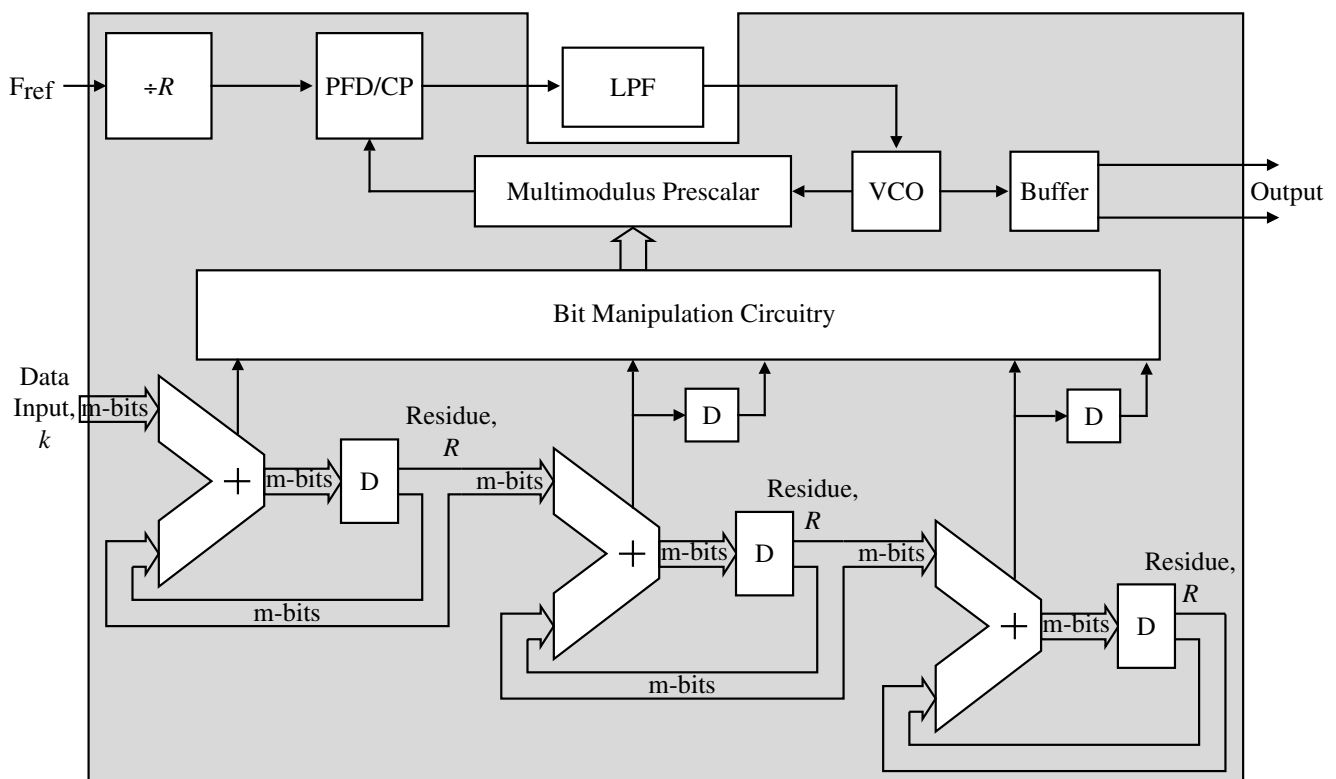 Fref
÷R
PFD/CP
LPF
Multimodulus Prescalar
VCO
Buffer
Output
Bit Manipulation Circuitry
Data
Input,
k
m-bits
+
m-bits
D
Residue,
R
m-bits
m-bits
D
+
m-bits
D
Residue,
R
m-bits
m-bits
D
+
m-bits
D
Residue,
R